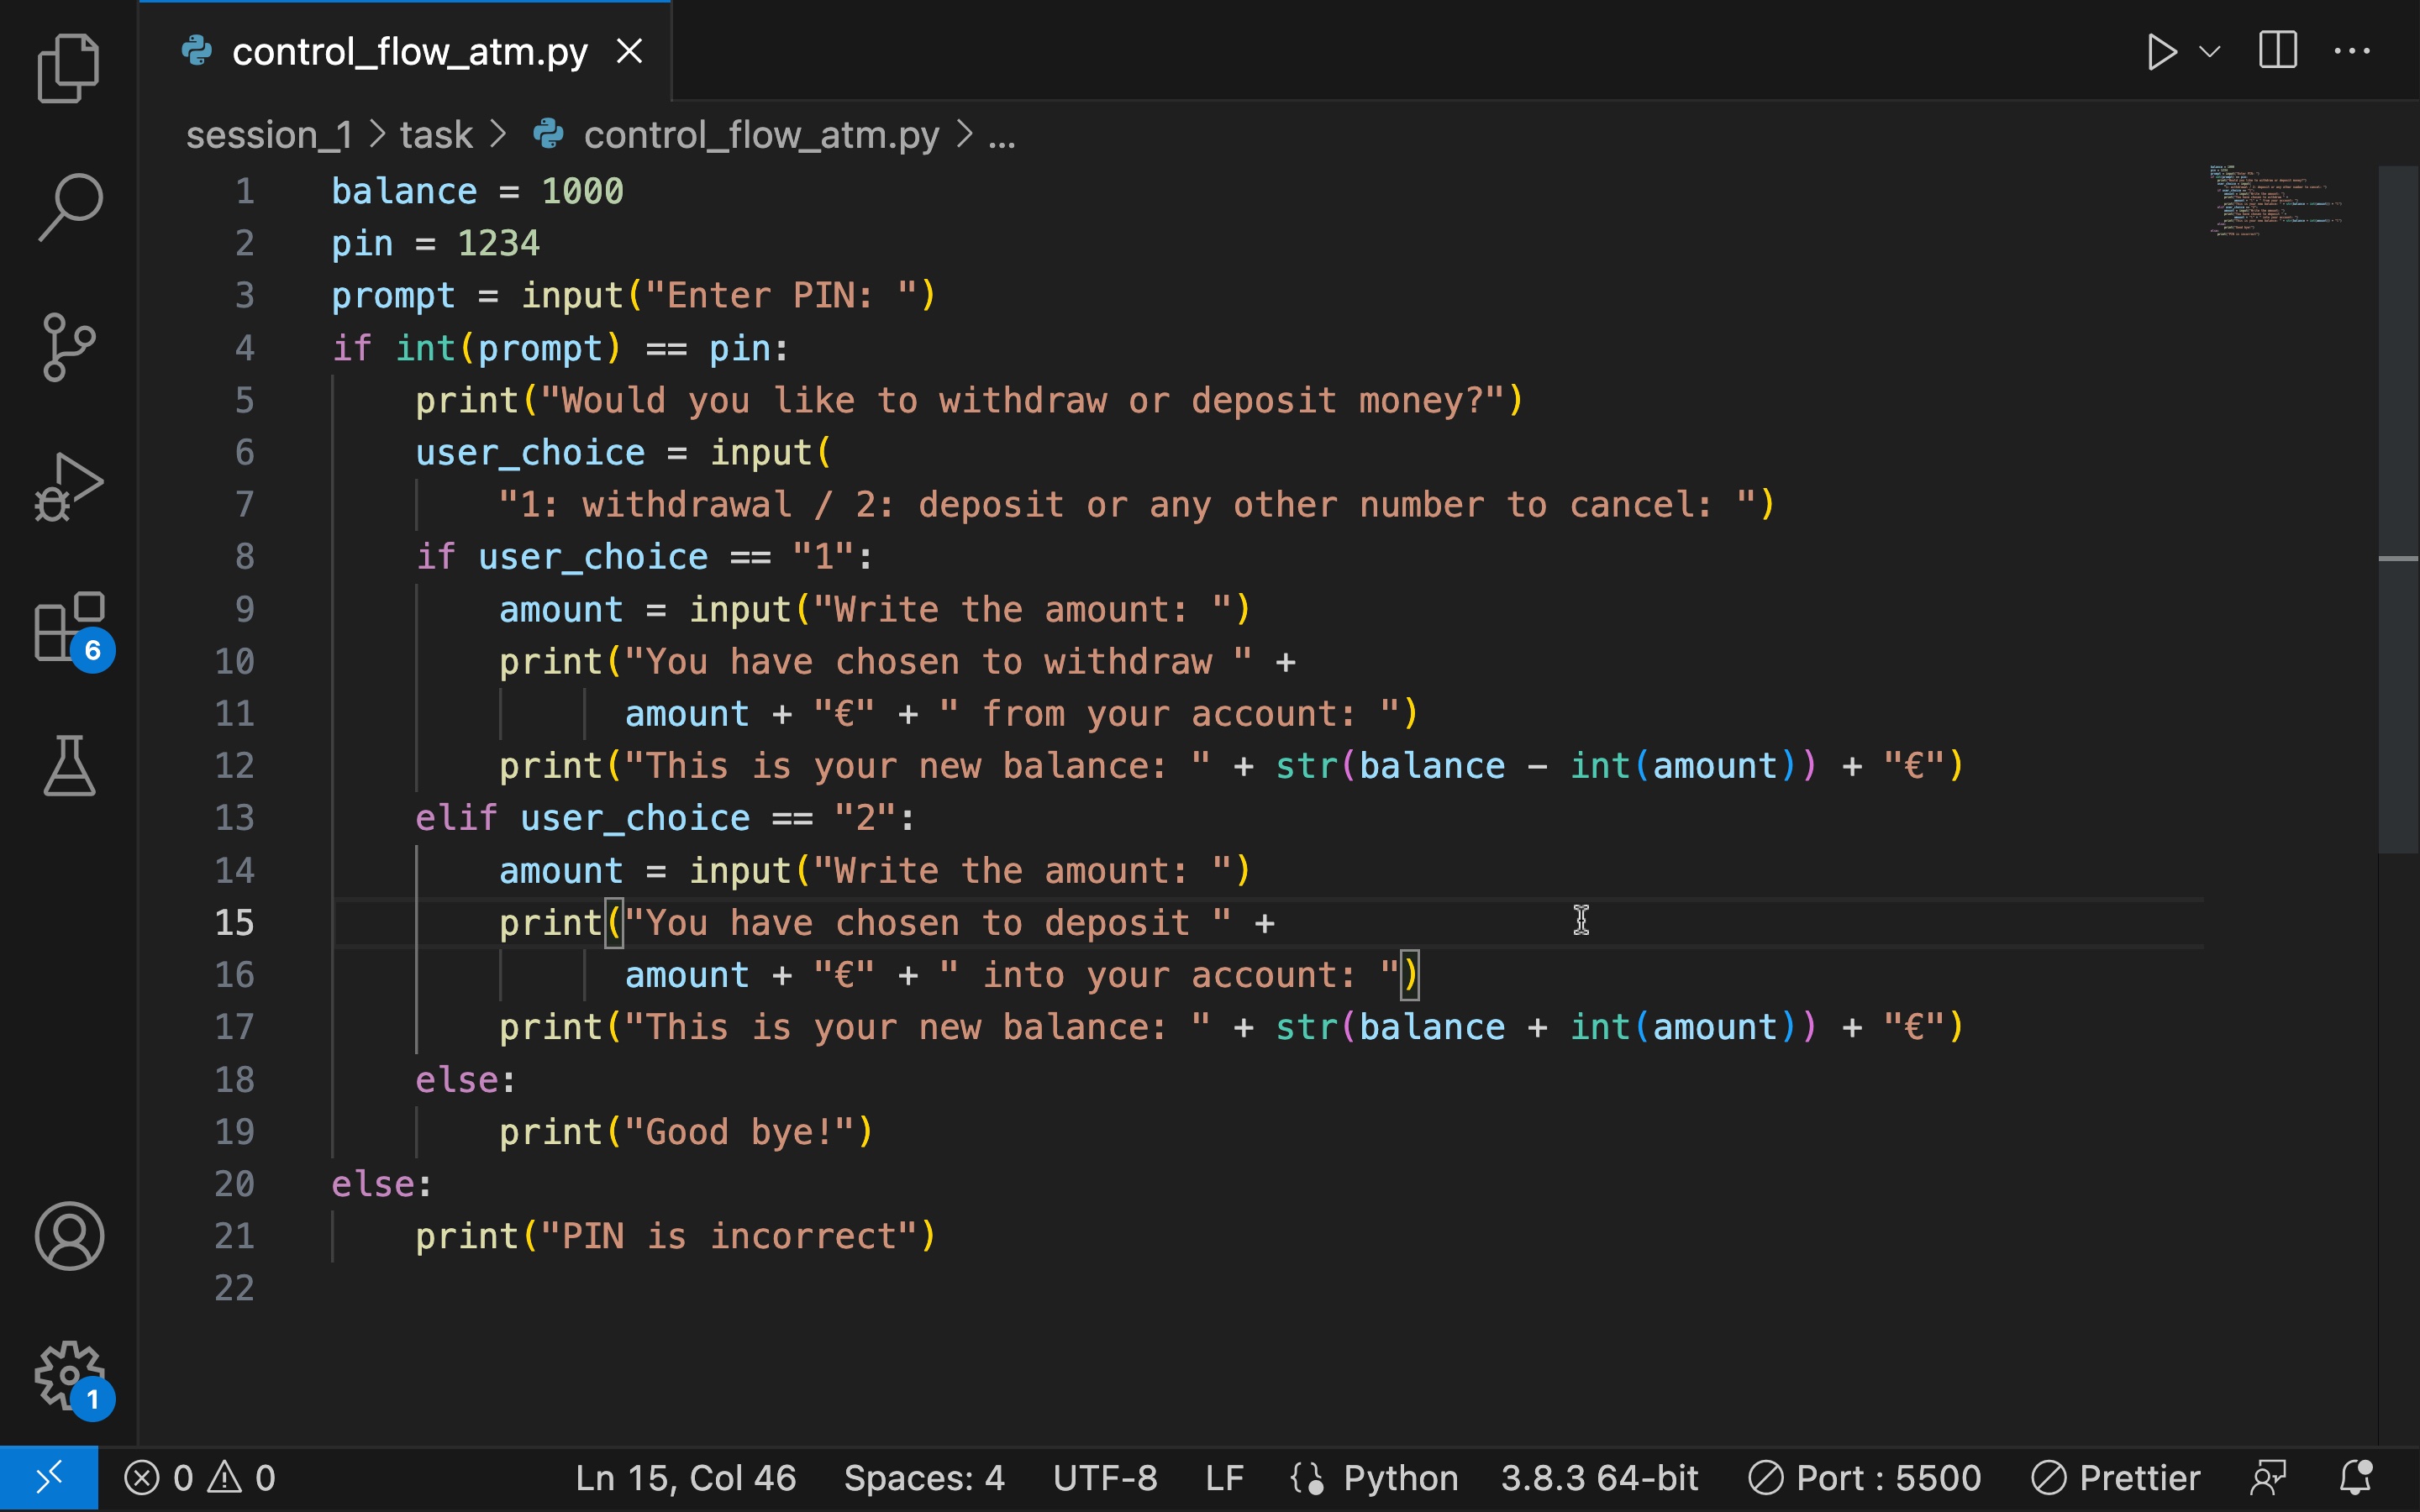 control_flow_atm.py
session_1 > task > control_flow_atm.py > ...
1 balance = 1000
2 pin = 1234
3 prompt = input("Enter PIN: ")
4 if int(prompt) == pin:
5     print("Would you like to withdraw or deposit money?")
6     user_choice = input(
7         "1: withdrawal / 2: deposit or any other number to cancel: ")
8     if user_choice == "1":
9         amount = input("Write the amount: ")
10         print("You have chosen to withdraw " +
11               amount + "€" + " from your account: ")
12         print("This is your new balance: " + str(balance - int(amount)) + "€")
13     elif user_choice == "2":
14         amount = input("Write the amount: ")
15         print("You have chosen to deposit " +
16               amount + "€" + " into your account: ")
17         print("This is your new balance: " + str(balance + int(amount)) + "€")
18     else:
19         print("Good bye!")
20 else:
21     print("PIN is incorrect")
22
6
1
0 0 Ln 15, Col 46 Spaces: 4 UTF-8 LF Python 3.8.3 64-bit Port : 5500 Prettier